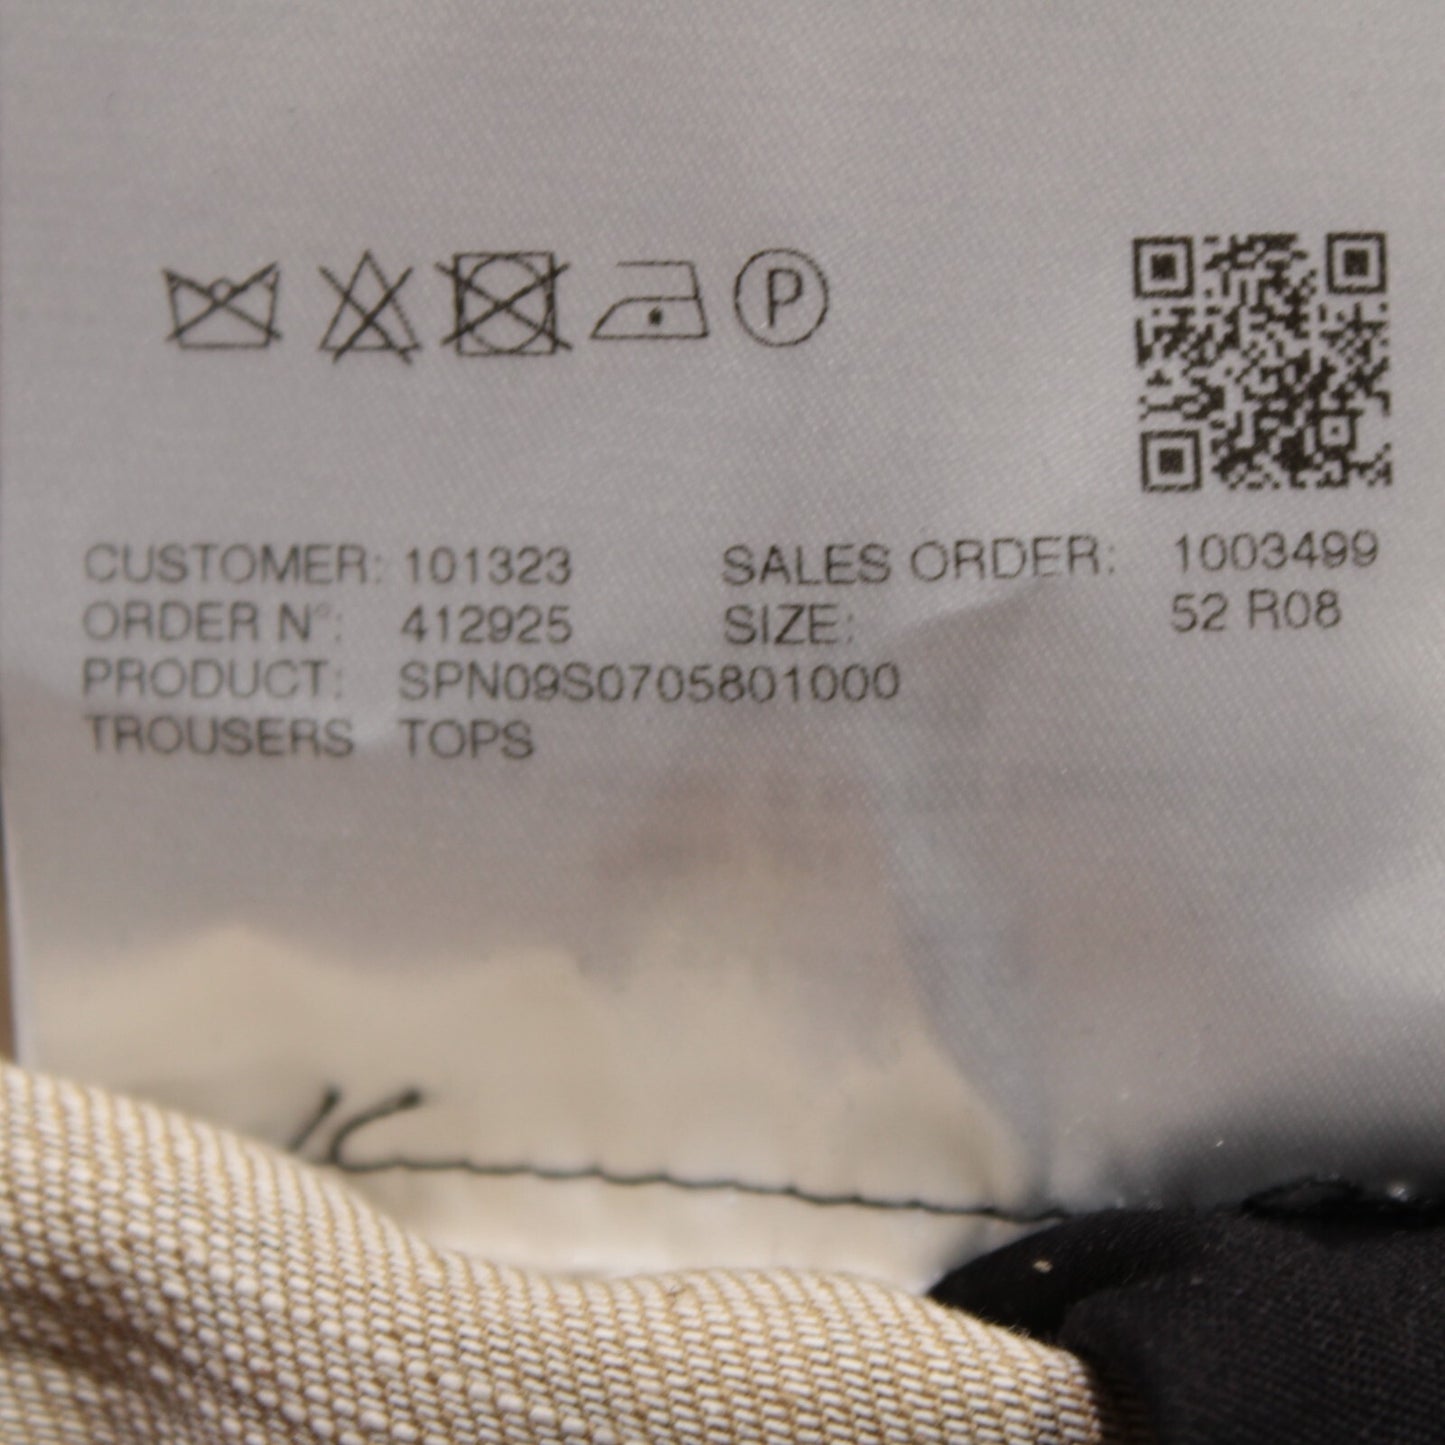 P
CUSTOMER: 101323 SALES ORDER: 1003499
ORDER N°: 412925 SIZE: 52 R08
PRODUCT: SPN09S0705801000
TROUSERS TOPS